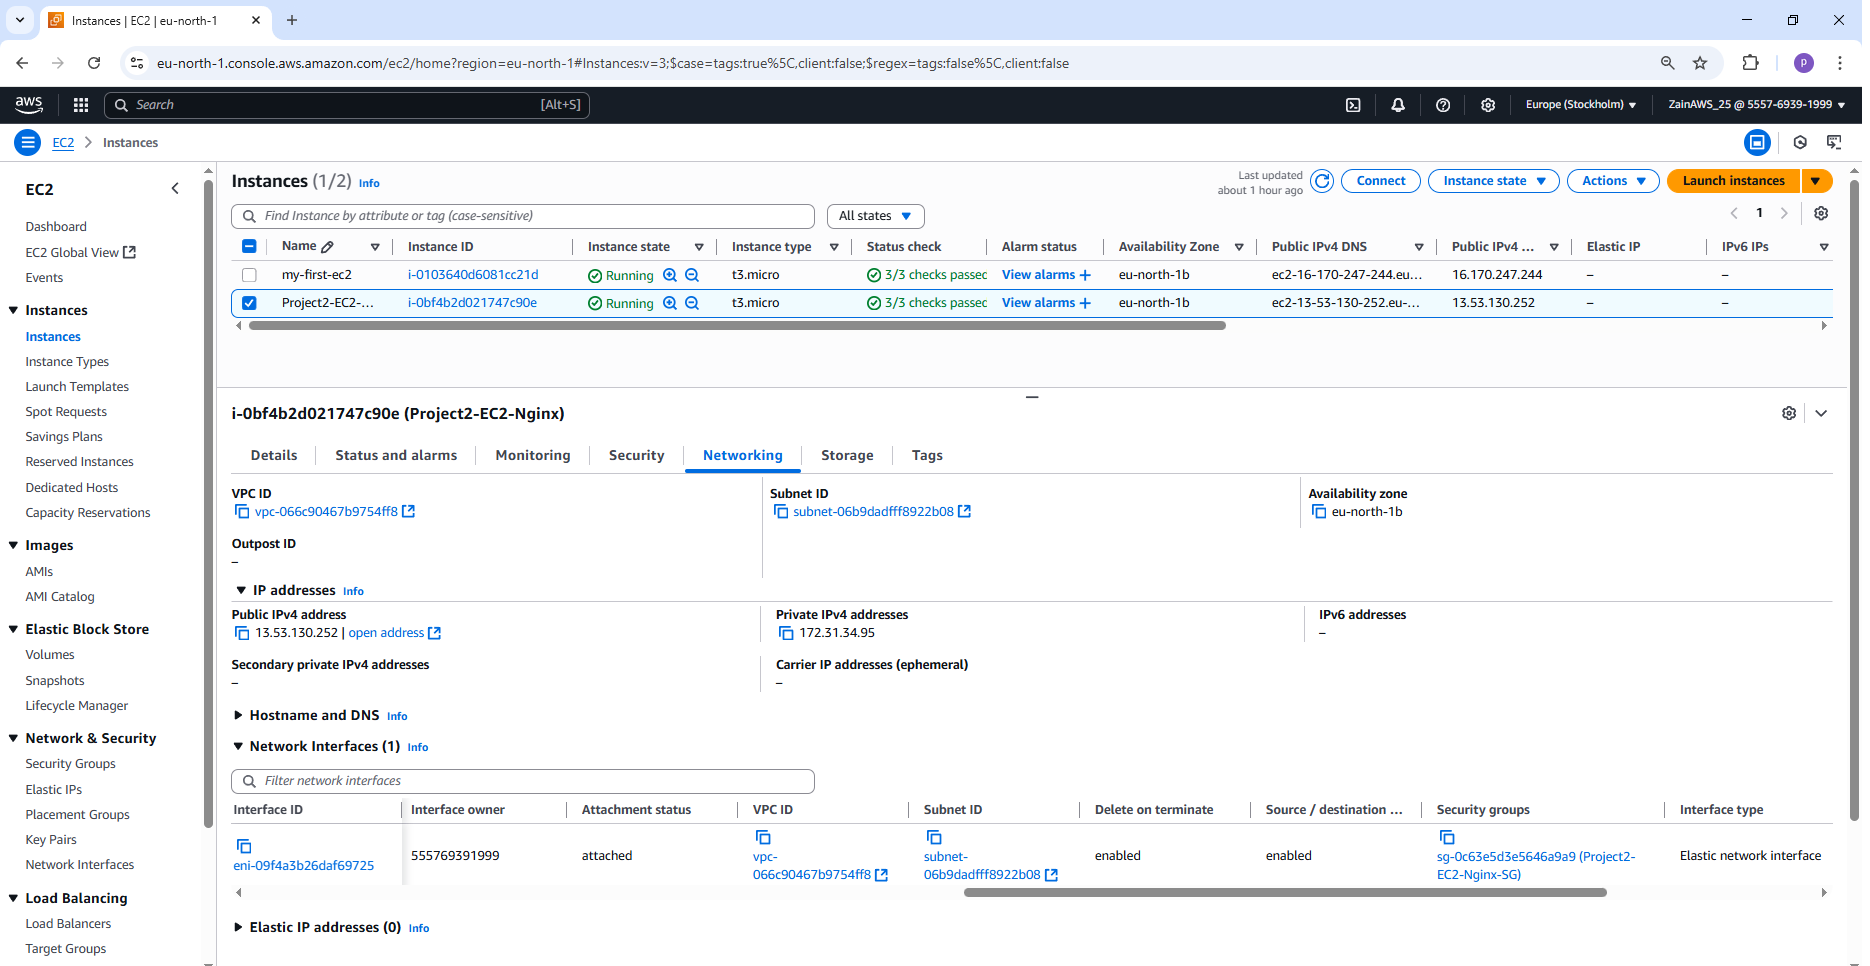 Instances | EC2 | eu-north-1
eu-north-1.console.aws.amazon.com/ec2/home?region=eu-north-1#Instances:v=3;$case=tags:true%5C,client:false;$regex=tags:false%5C,client:false
p
aws
Search
[Alt+S]
Europe (Stockholm)
ZainAWS_25 @ 5557-6939-1999
EC2
Instances
EC2
Dashboard
EC2 Global View
Events
Instances
Instances
Instance Types
Launch Templates
Spot Requests
Savings Plans
Reserved Instances
Dedicated Hosts
Capacity Reservations
Images
AMIs
AMI Catalog
Elastic Block Store
Volumes
Snapshots
Lifecycle Manager
Network & Security
Security Groups
Elastic IPs
Placement Groups
Key Pairs
Network Interfaces
Load Balancing
Load Balancers
Target Groups
Instances (1/2) Info
Last updated
about 1 hour ago
Connect
Instance state
Actions
Launch instances
Find Instance by attribute or tag (case-sensitive)
All states
1
Name Instance ID Instance state Instance type Status check Alarm status Availability Zone Public IPv4 DNS Public IPv4 ... Elastic IP IPv6 IPs
my-first-ec2 i-0103640d6081cc21d Running t3.micro 3/3 checks passec View alarms + eu-north-1b ec2-16-170-247-244.eu... 16.170.247.244 – –
Project2-EC2-... i-0bf4b2d021747c90e Running t3.micro 3/3 checks passec View alarms + eu-north-1b ec2-13-53-130-252.eu-... 13.53.130.252 – –
i-0bf4b2d021747c90e (Project2-EC2-Nginx)
Details Status and alarms Monitoring Security Networking Storage Tags
VPC ID
vpc-066c90467b9754ff8
Subnet ID
subnet-06b9dadfff8922b08
Availability zone
eu-north-1b
Outpost ID
–
IP addresses Info
Public IPv4 address
13.53.130.252 | open address
Private IPv4 addresses
172.31.34.95
IPv6 addresses
–
Secondary private IPv4 addresses
–
Carrier IP addresses (ephemeral)
–
Hostname and DNS Info
Network Interfaces (1) Info
Filter network interfaces
Interface ID Interface owner Attachment status VPC ID Subnet ID Delete on terminate Source / destination ... Security groups Interface type
eni-09f4a3b26daf69725
555769391999
attached
vpc-
066c90467b9754ff8
subnet-
06b9dadfff8922b08
enabled
enabled
sg-0c63e5d3e5646a9a9 (Project2-
EC2-Nginx-SG)
Elastic network interface
Elastic IP addresses (0) Info